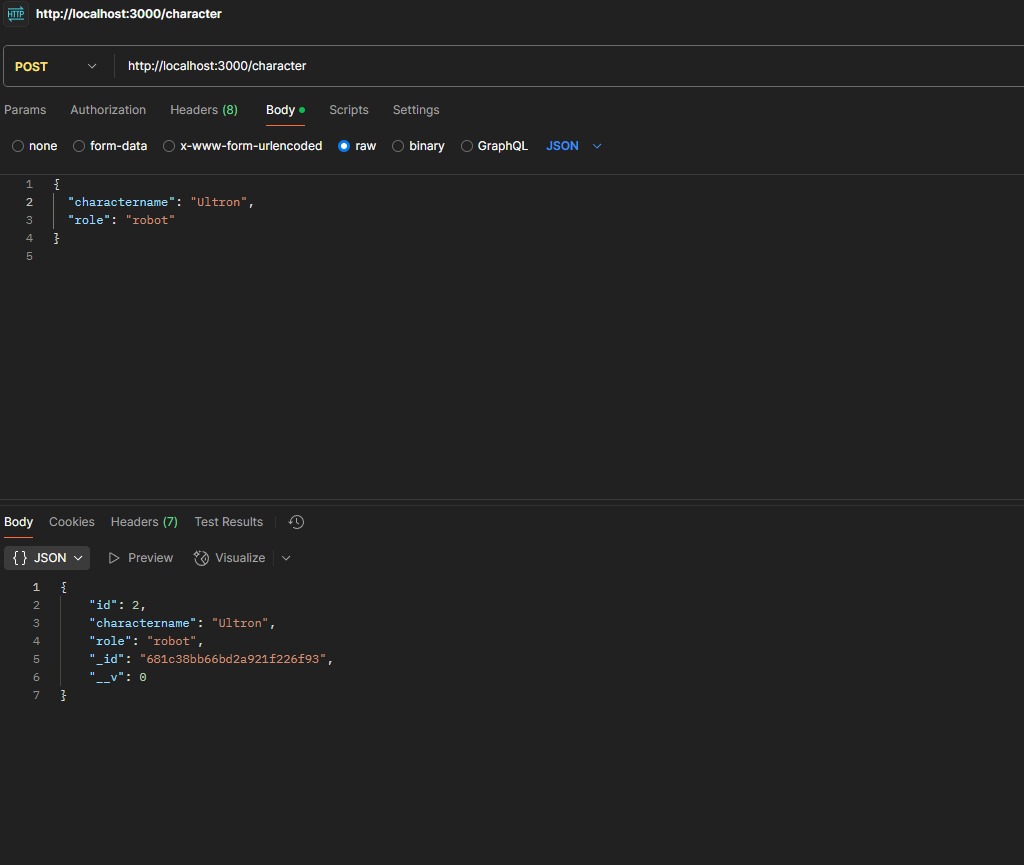 HTTP http://localhost:3000/character
POST http://localhost:3000/character
Params Authorization Headers (8) Body Scripts Settings
none form-data x-www-form-urlencoded raw binary GraphQL JSON
1 {
2 "charactername": "Ultron",
3 "role": "robot"
4 }
5
Body Cookies Headers (7) Test Results
{} JSON Preview Visualize
1 {
2 "id": 2,
3 "charactername": "Ultron",
4 "role": "robot",
5 "_id": "681c38bb66bd2a921f226f93",
6 "__v": 0
7 }